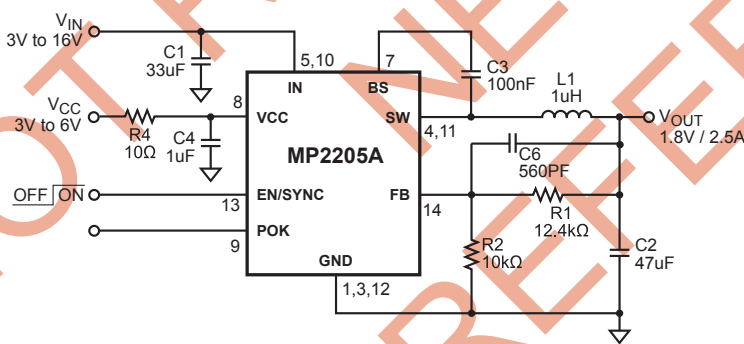 VIN
3V to 16V
C1
33uF
5,10
7
C3
100nF
L1
1uH
IN
BS
VCC
3V to 6V
R4
10Ω
C4
1uF
8
VCC
SW
4,11
VOUT
1.8V / 2.5A
MP2205A
C6
560PF
OFF ON
13
EN/SYNC
FB
14
R1
12.4kΩ
9
POK
R2
10kΩ
C2
47uF
GND
1,3,12